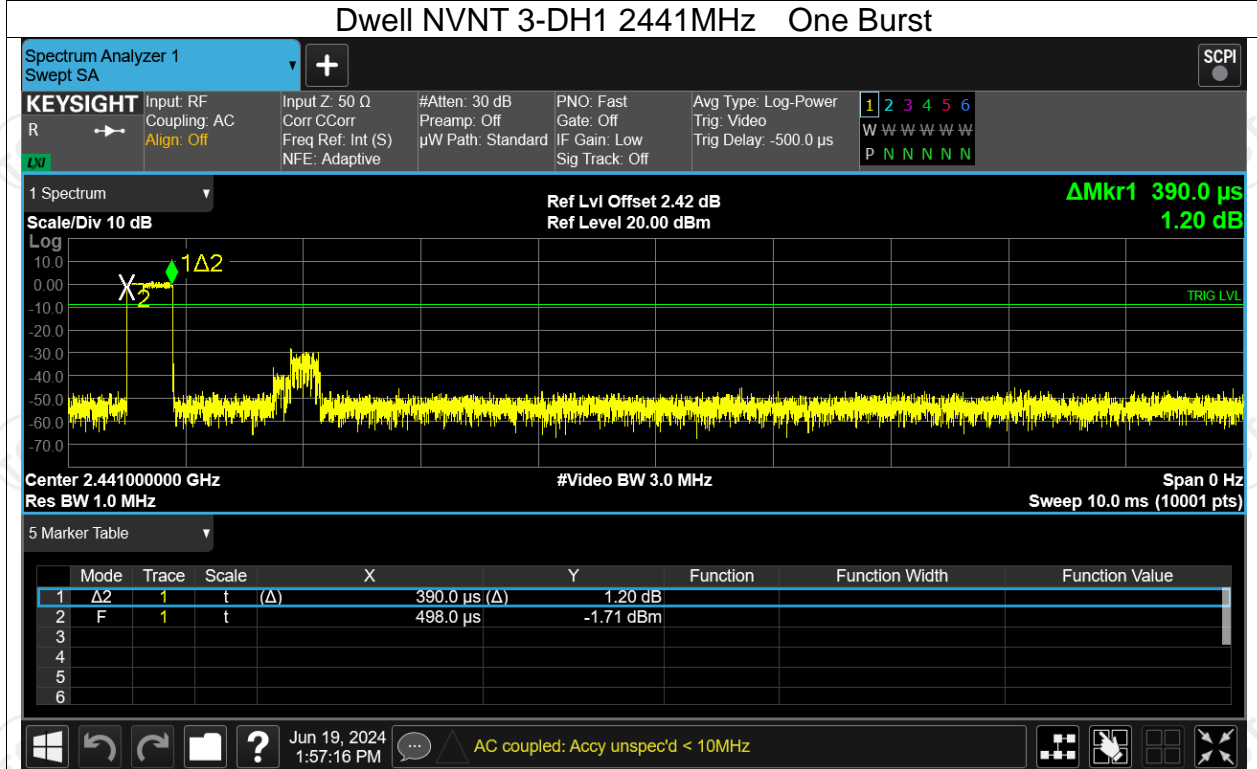 Dwell NVNT 3-DH1 2441MHz One Burst
Spectrum Analyzer 1
Swept SA
+
SCPI
KEYSIGHT Input: RF Input Z: 50 Ω #Atten: 30 dB PNO: Fast Avg Type: Log-Power 1 2 3 4 5 6
R Coupling: AC Corr CCorr Preamp: Off Gate: Off Trig: Video W W W W W W
Align: Off Freq Ref: Int (S) µW Path: Standard IF Gain: Low Trig Delay: -500.0 µs P N N N N N
LXI NFE: Adaptive Sig Track: Off
1 Spectrum Ref Lvl Offset 2.42 dB ΔMkr1 390.0 µs
Scale/Div 10 dB Ref Level 20.00 dBm 1.20 dB
Log
10.0
1Δ2
0.00
X2
TRIG LVL
-10.0
-20.0
-30.0
-40.0
-50.0
-60.0
-70.0
Center 2.441000000 GHz #Video BW 3.0 MHz Span 0 Hz
Res BW 1.0 MHz Sweep 10.0 ms (10001 pts)
5 Marker Table
Mode Trace Scale X Y Function Function Width Function Value
1 Δ2 1 t (Δ) 390.0 µs (Δ) 1.20 dB
2 F 1 t 498.0 µs -1.71 dBm
3
4
5
6
? Jun 19, 2024
1:57:16 PM
AC coupled: Accy unspec'd < 10MHz